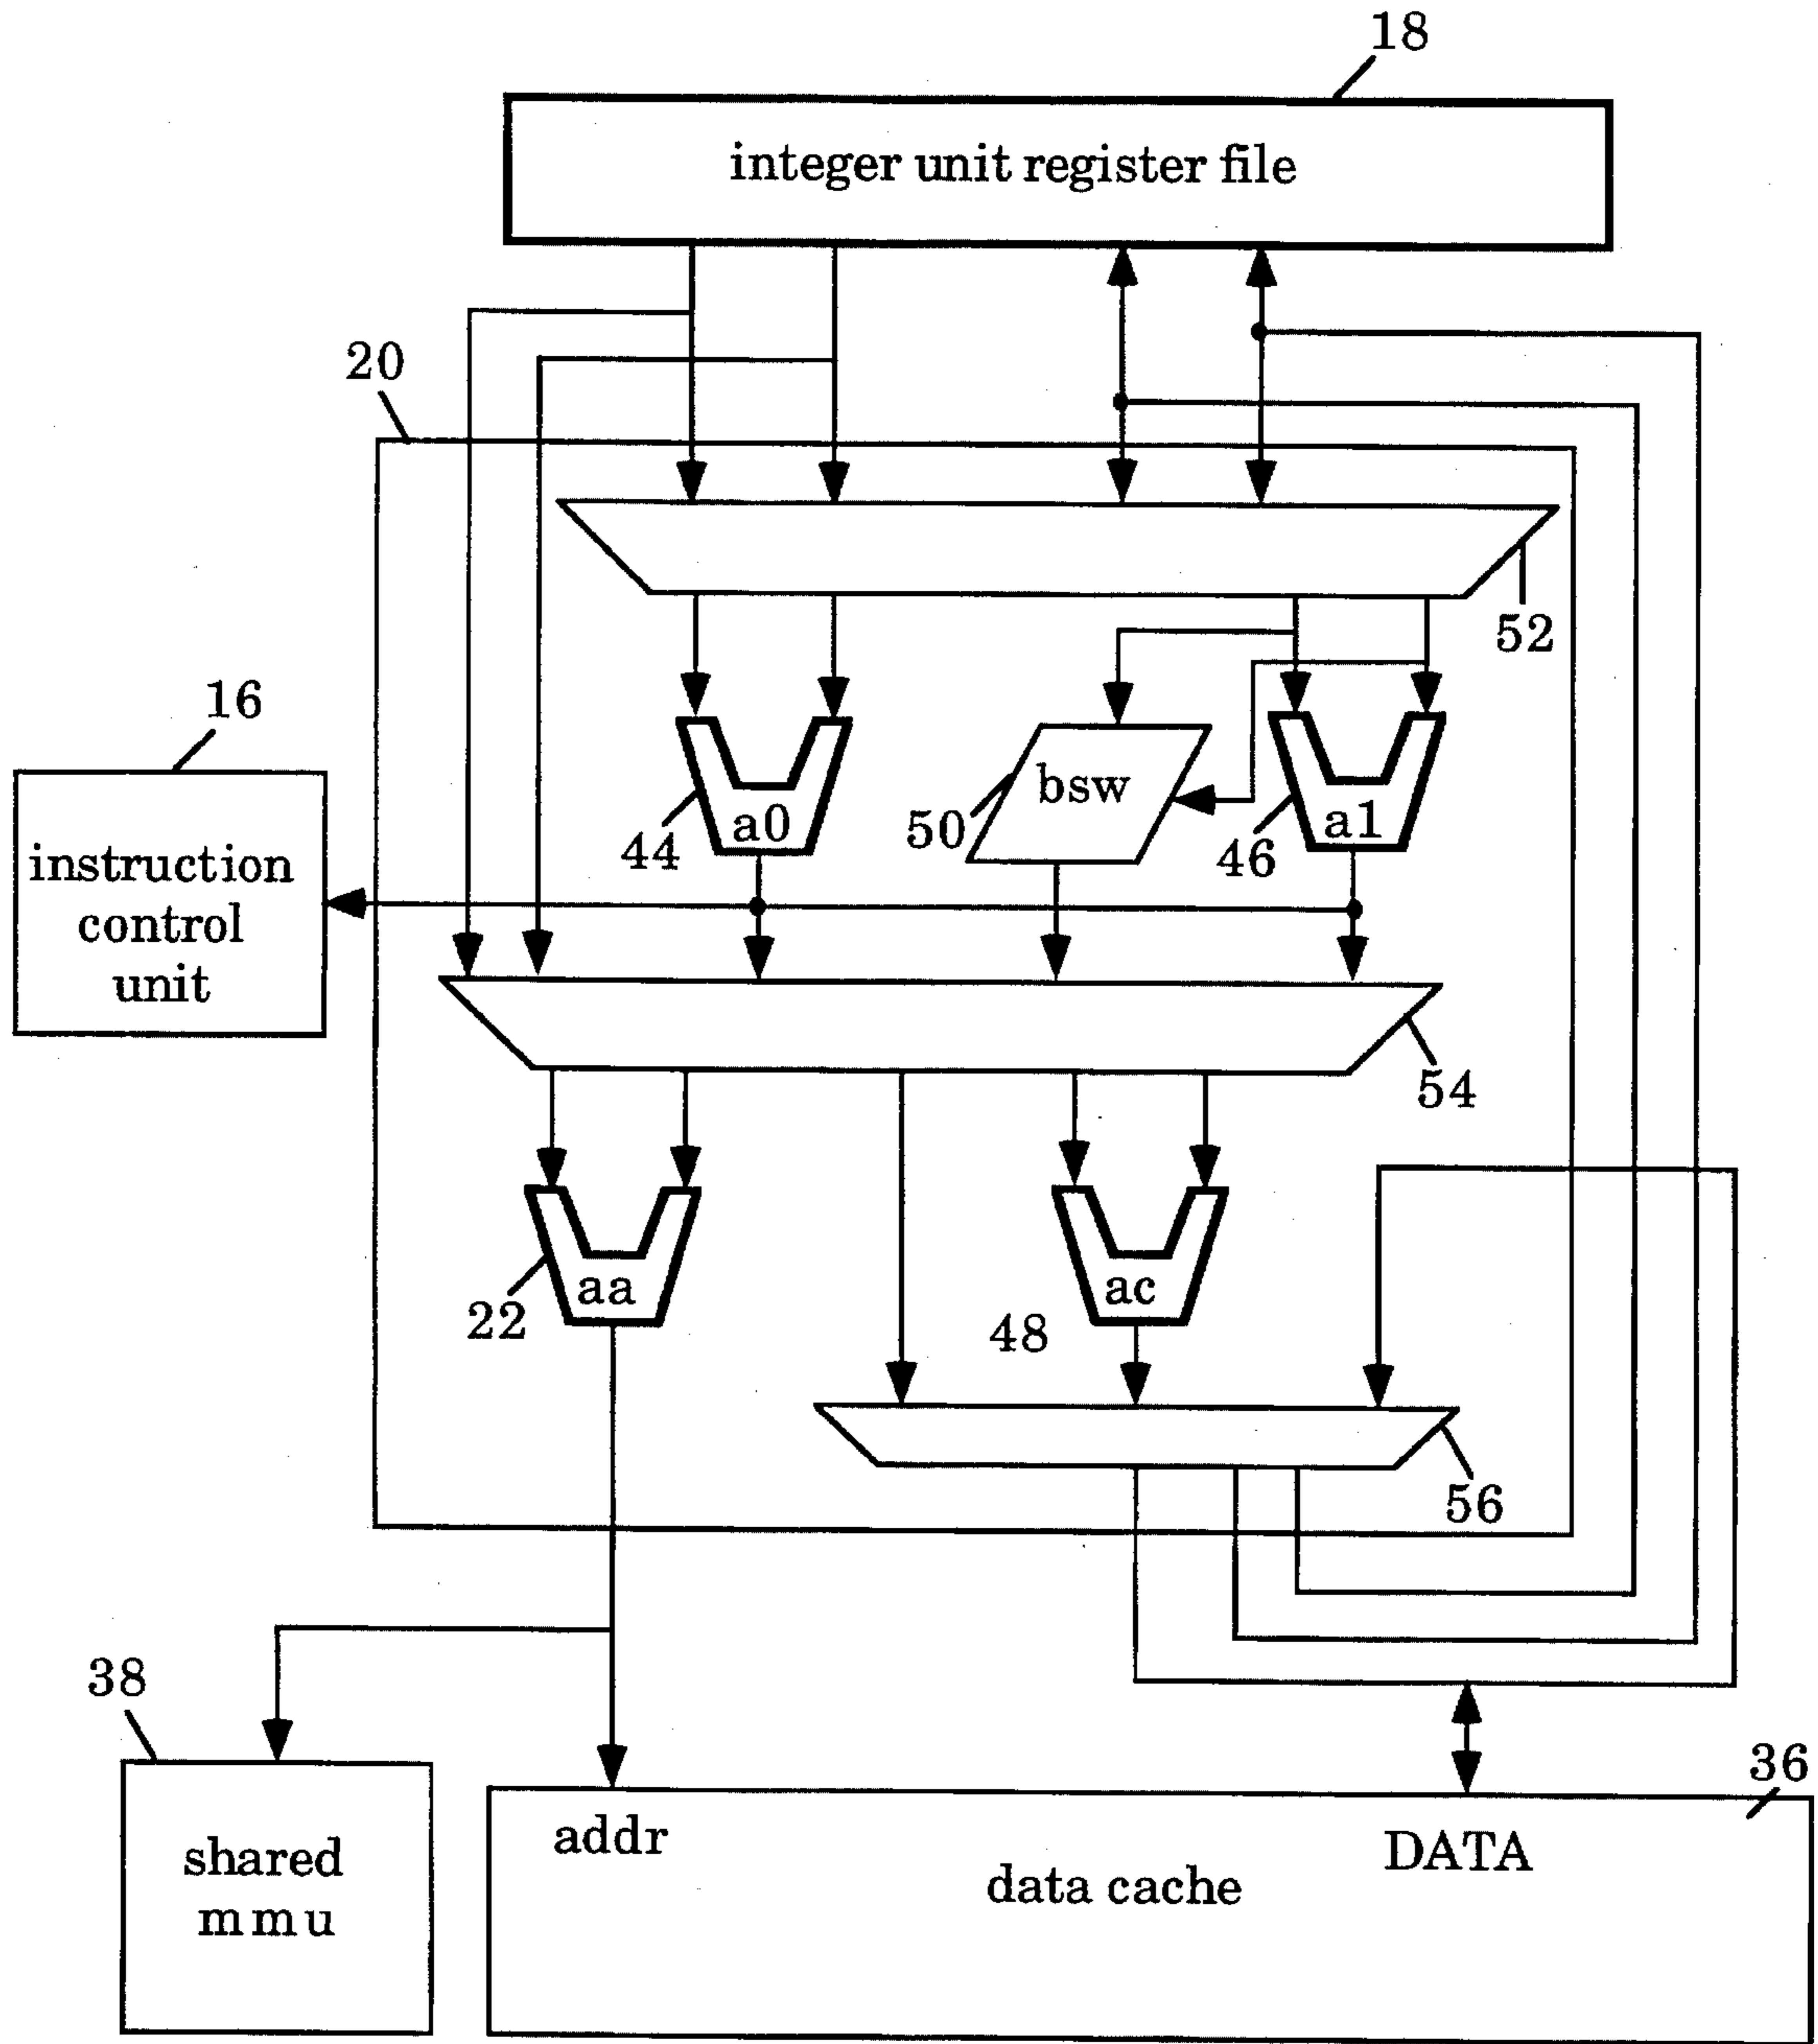 18
integer unit register file
20
52
16
bsw
50
a0
a1
44
46
instruction
control
unit
54
aa
ac
22
48
56
38
36
addr
DATA
shared
mmu
data cache